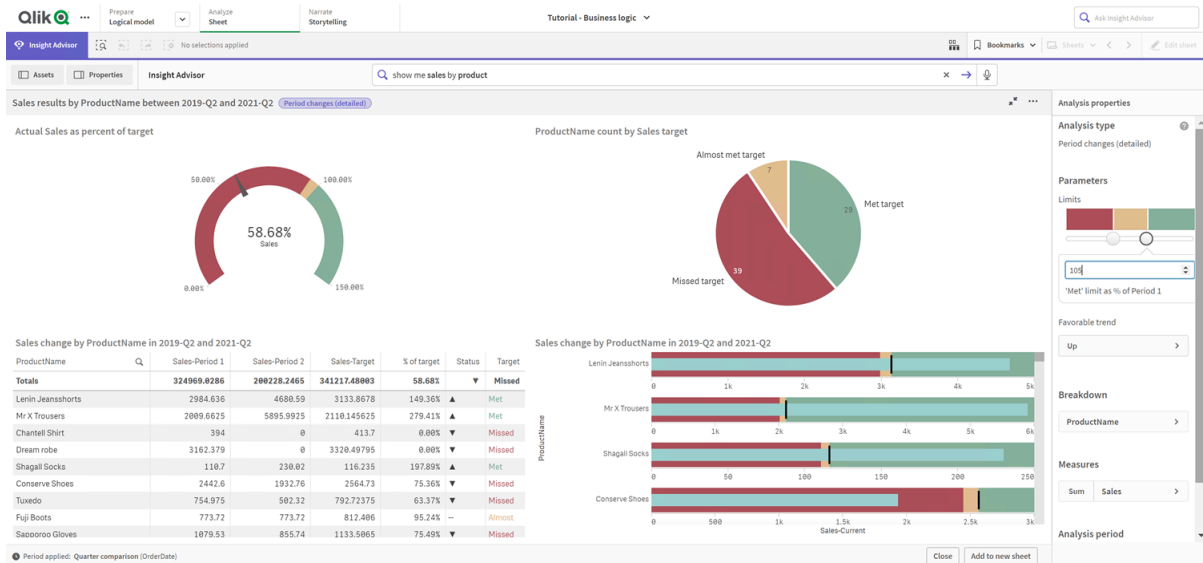 Qlik
Prepare
Logical model
Analyze
Sheet
Narrate
Storytelling
Tutorial - Business logic
Ask Insight Advisor
Insight Advisor
No selections applied
Bookmarks
Sheets
Edit sheet
Assets
Properties
Insight Advisor
show me sales by product
Sales results by ProductName between 2019-Q2 and 2021-Q2 Period changes (detailed)
Actual Sales as percent of target
50.00%
100.00%
58.68%
Sales
0.00%
150.00%
ProductName count by Sales target
Almost met target
7
Met target
29
39
Missed target
Sales change by ProductName in 2019-Q2 and 2021-Q2
ProductName Sales-Period 1 Sales-Period 2 Sales-Target % of target Status Target
Totals 324969.0286 200228.2465 341217.48003 58.68% ▼ Missed
Lenin Jeansshorts 2984.636 4680.59 3133.8678 149.36% ▲ Met
Mr X Trousers 2009.6625 5895.9925 2110.145625 279.41% ▲ Met
Chantell Shirt 394 0 413.7 0.00% ▼ Missed
Dream robe 3162.379 0 3320.49795 0.00% ▼ Missed
Shagall Socks 110.7 230.02 116.235 197.89% ▲ Met
Conserve Shoes 2442.6 1932.76 2564.73 75.36% ▼ Missed
Tuxedo 754.975 502.32 792.72375 63.37% ▼ Missed
Fuji Boots 773.72 773.72 812.406 95.24% -- Almost
Sapporoo Gloves 1079.53 855.74 1133.5065 75.49% ▼ Missed
Sales change by ProductName in 2019-Q2 and 2021-Q2
ProductName
Lenin Jeansshorts
0 1k 2k 3k 4k 5k
Mr X Trousers
0 1k 2k 3k 4k 5k 6k
Shagall Socks
0 50 100 150 200 250
Conserve Shoes
0 500 1k 1.5k 2k 2.5k 3k
Sales-Current
Analysis properties
Analysis type
Period changes (detailed)
Parameters
Limits
105
'Met' limit as % of Period 1
Favorable trend
Up
Breakdown
ProductName
Measures
Sum Sales
Analysis period
Period applied: Quarter comparison (OrderDate)
Close
Add to new sheet